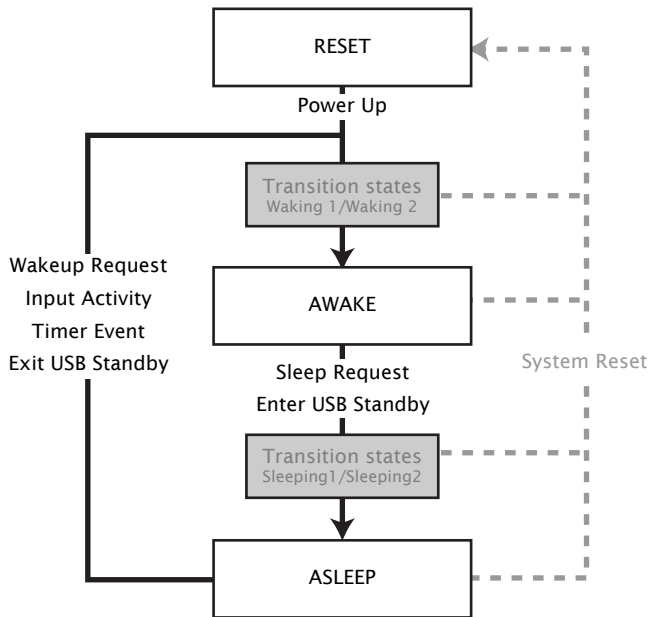 RESET
Power Up
Transition states
Waking 1/Waking 2
Wakeup Request
Input Activity
Timer Event
Exit USB Standby
AWAKE
System Reset
Sleep Request
Enter USB Standby
Transition states
Sleeping1/Sleeping2
ASLEEP